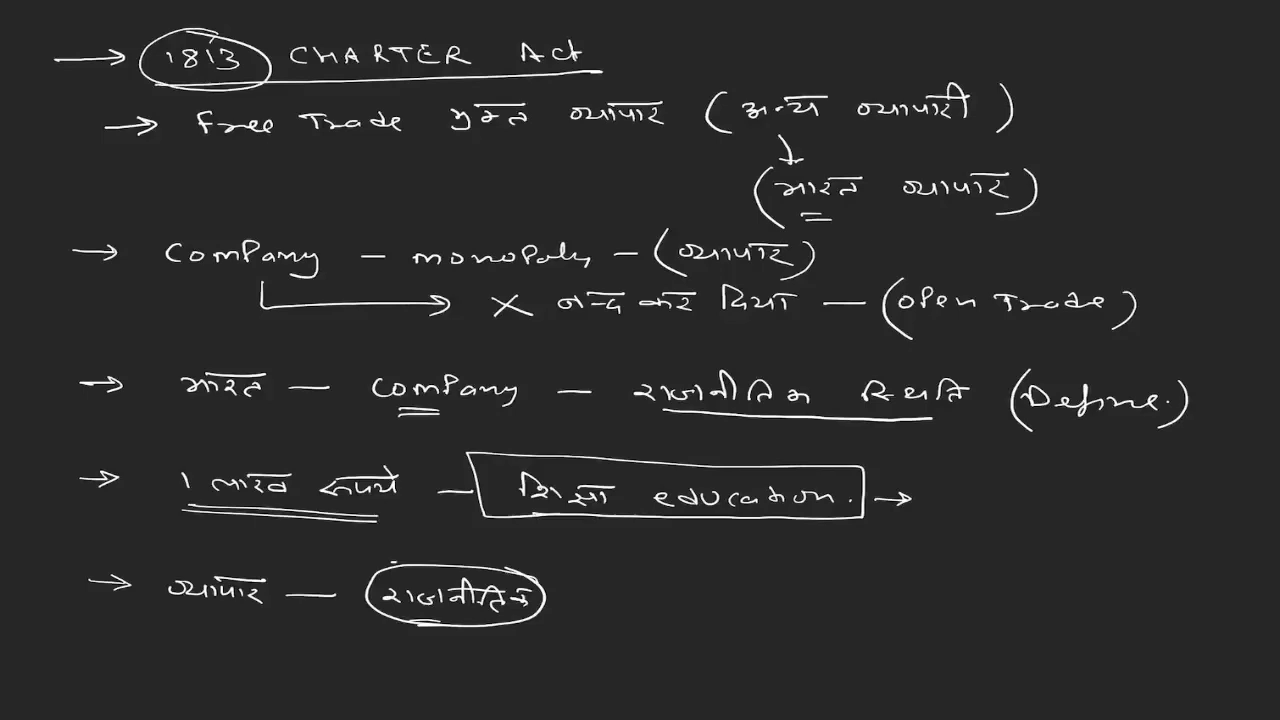 → 1813 CHARTER Act
→ Free Trade मुक्त व्यापार (अन्य व्यापारी)
(भारत व्यापार)
→ Company – monopoly – (व्यापार)
→ X बन्द कर दिया – (open Trade)
→ भारत – Company – राजनीतिक स्थिति (Define.)
→ 1 लाख रूपये – शिक्षा education. →
→ व्यापार – राजनीतिक